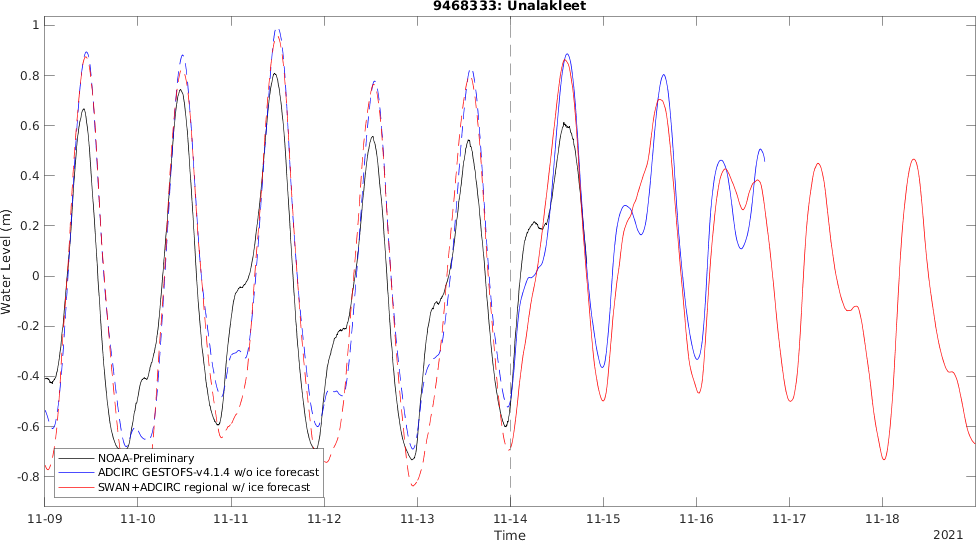 9468333: Unalakleet
1
0.8
0.6
0.4
0.2
0
-0.2
-0.4
-0.6
-0.8
Water Level (m)
NOAA-Preliminary
ADCIRC GESTOFS-v4.1.4 w/o ice forecast
SWAN+ADCIRC regional w/ ice forecast
11-09 11-10 11-11 11-12 11-13 11-14 11-15 11-16 11-17 11-18
Time
2021